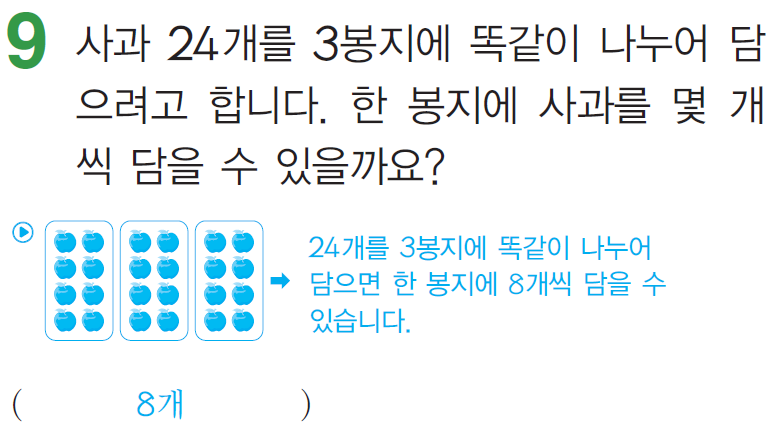 9 사과 24개를 3봉지에 똑같이 나누어 담
으려고 합니다. 한 봉지에 사과를 몇 개
씩 담을 수 있을까요?
24개를 3봉지에 똑같이 나누어
담으면 한 봉지에 8개씩 담을 수
있습니다.
( 8개 )